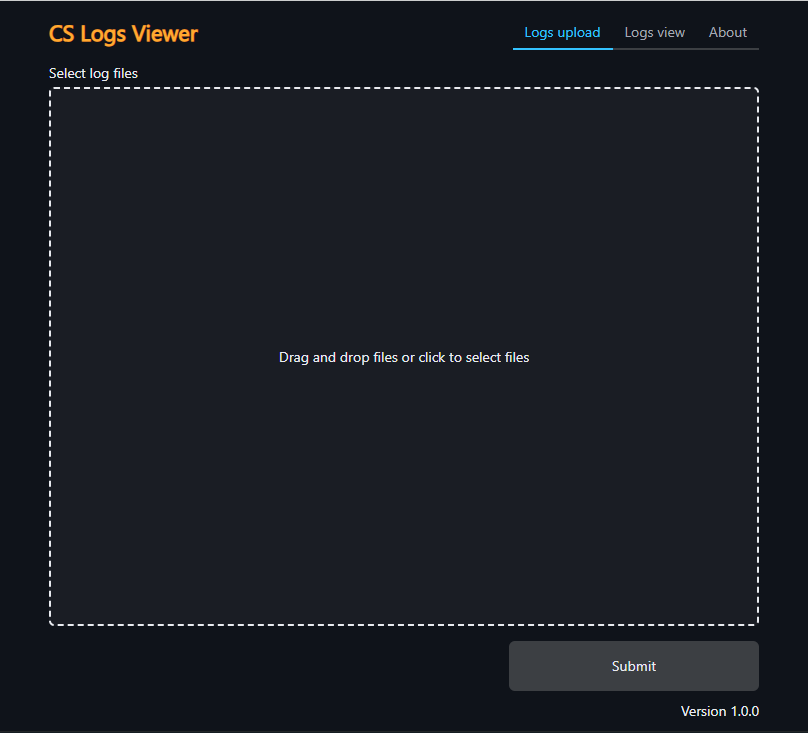 CS Logs Viewer
Logs upload Logs view About
Select log files
Drag and drop files or click to select files
Submit
Version 1.0.0